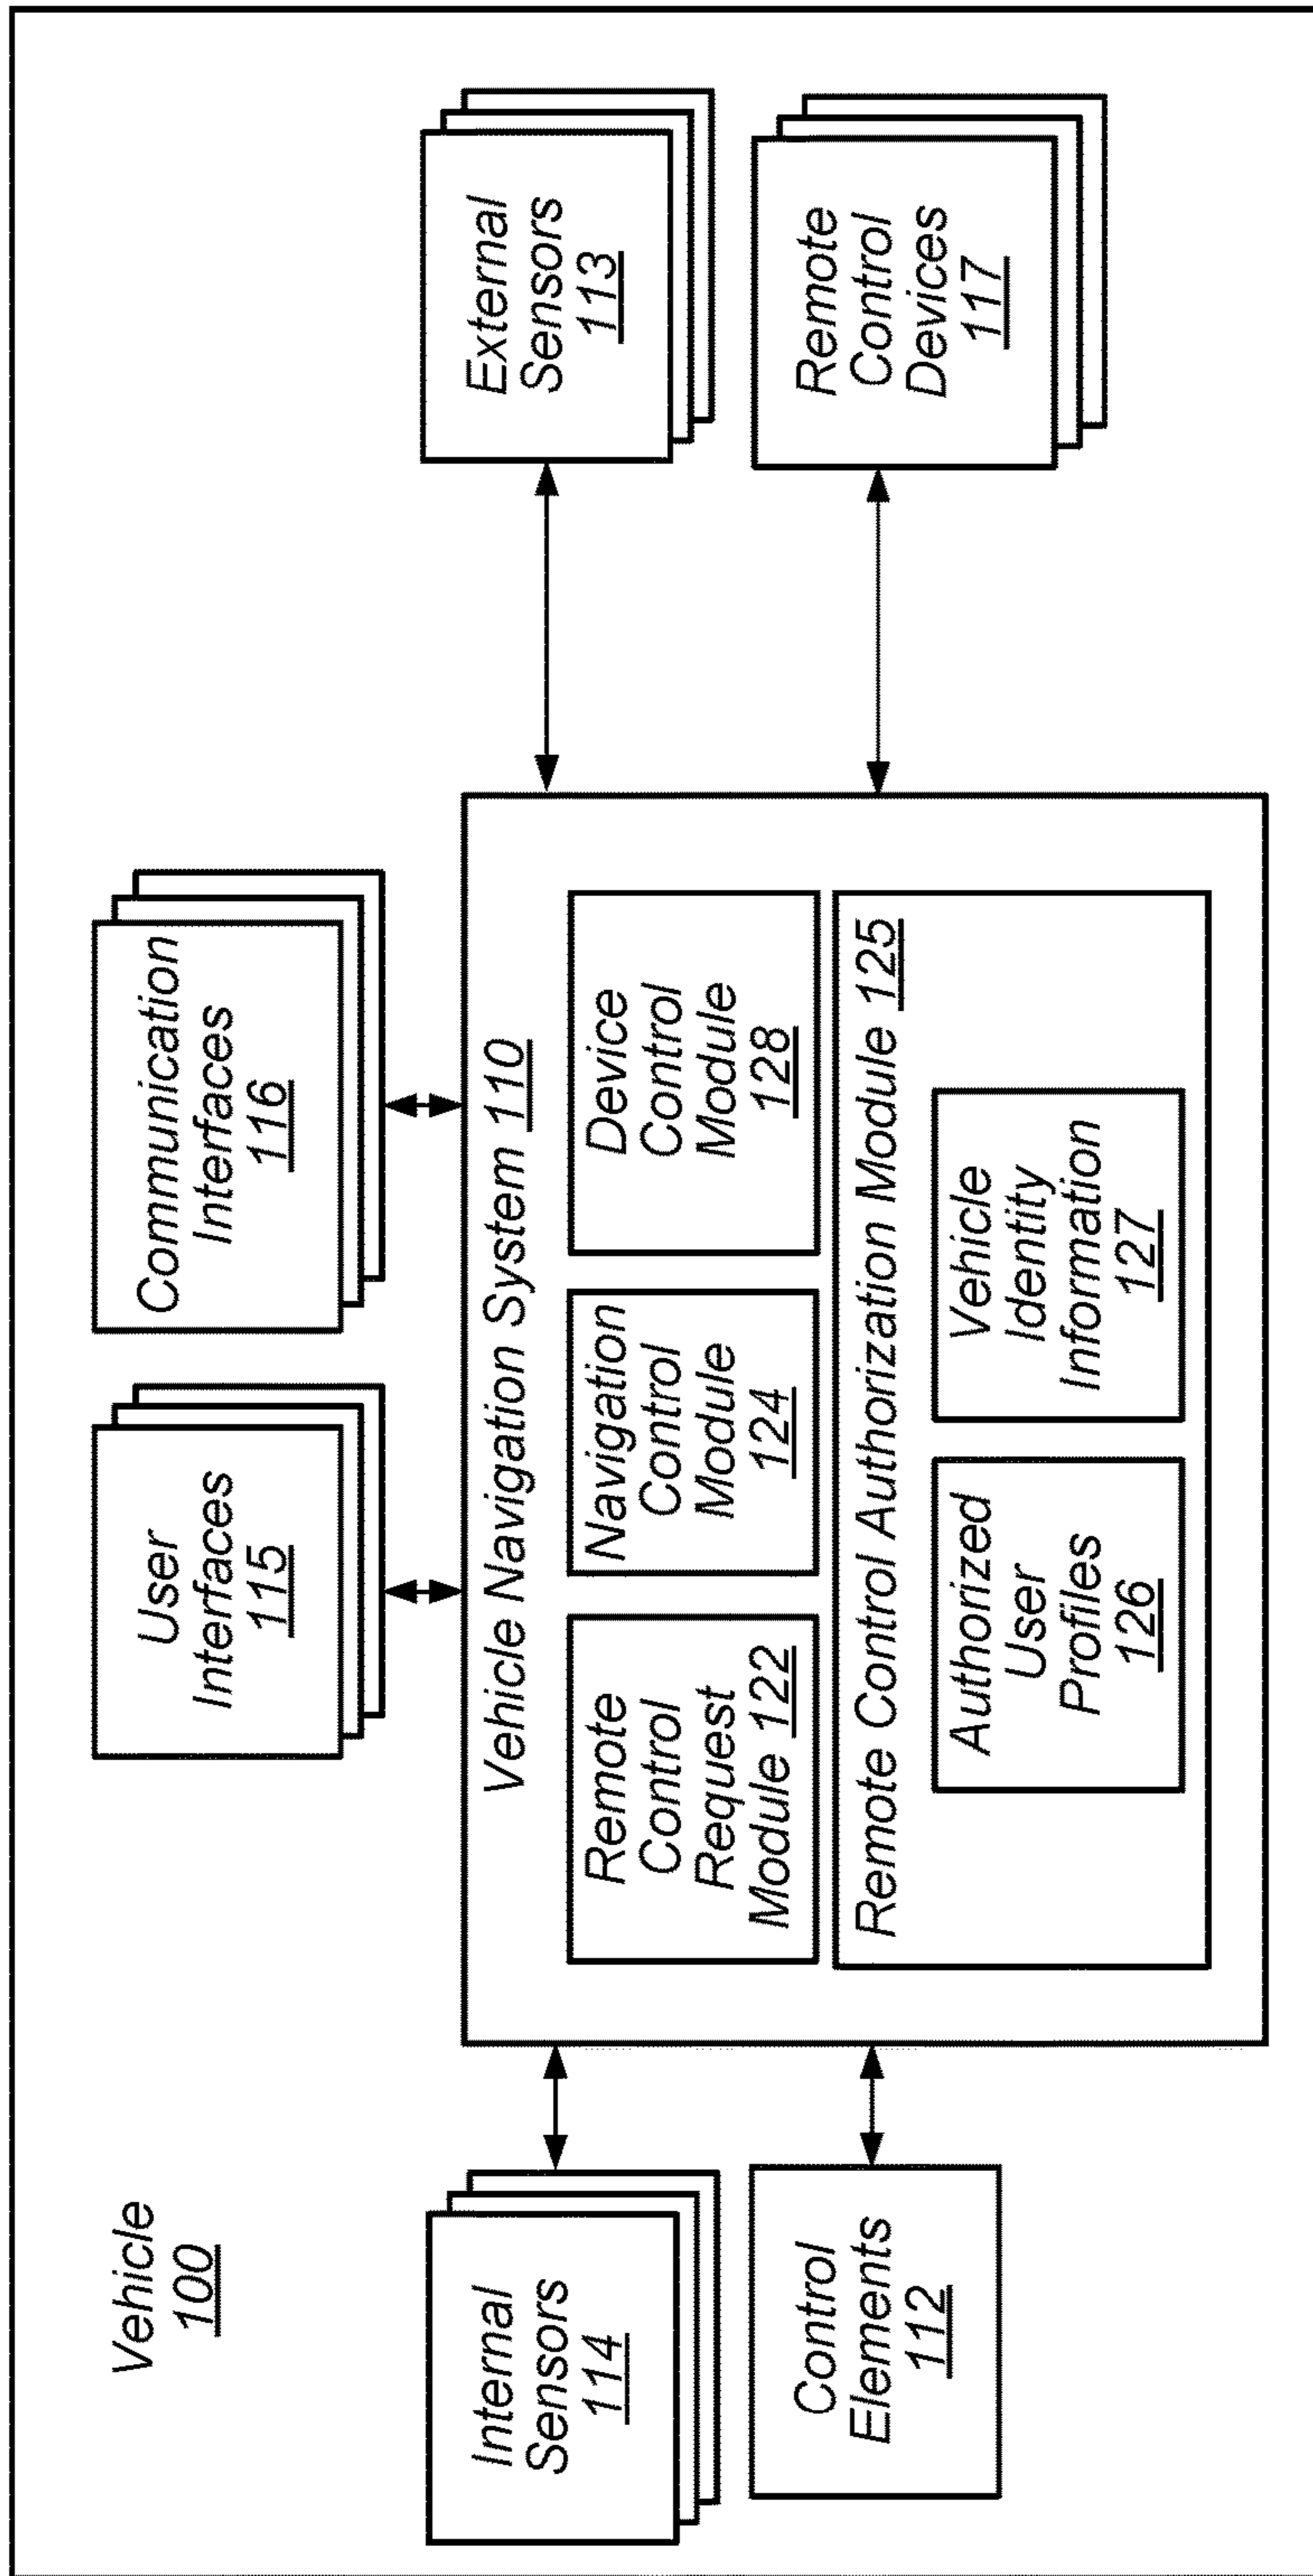 Vehicle
100
User
Interfaces
115
Communication
Interfaces
116
Internal
Sensors
114
Control
Elements
112
Vehicle Navigation System 110
Remote
Control
Request
Module 122
Navigation
Control
Module
124
Device
Control
Module
128
Remote Control Authorization Module 125
Authorized
User
Profiles
126
Vehicle
Identity
Information
127
External
Sensors
113
Remote
Control
Devices
117